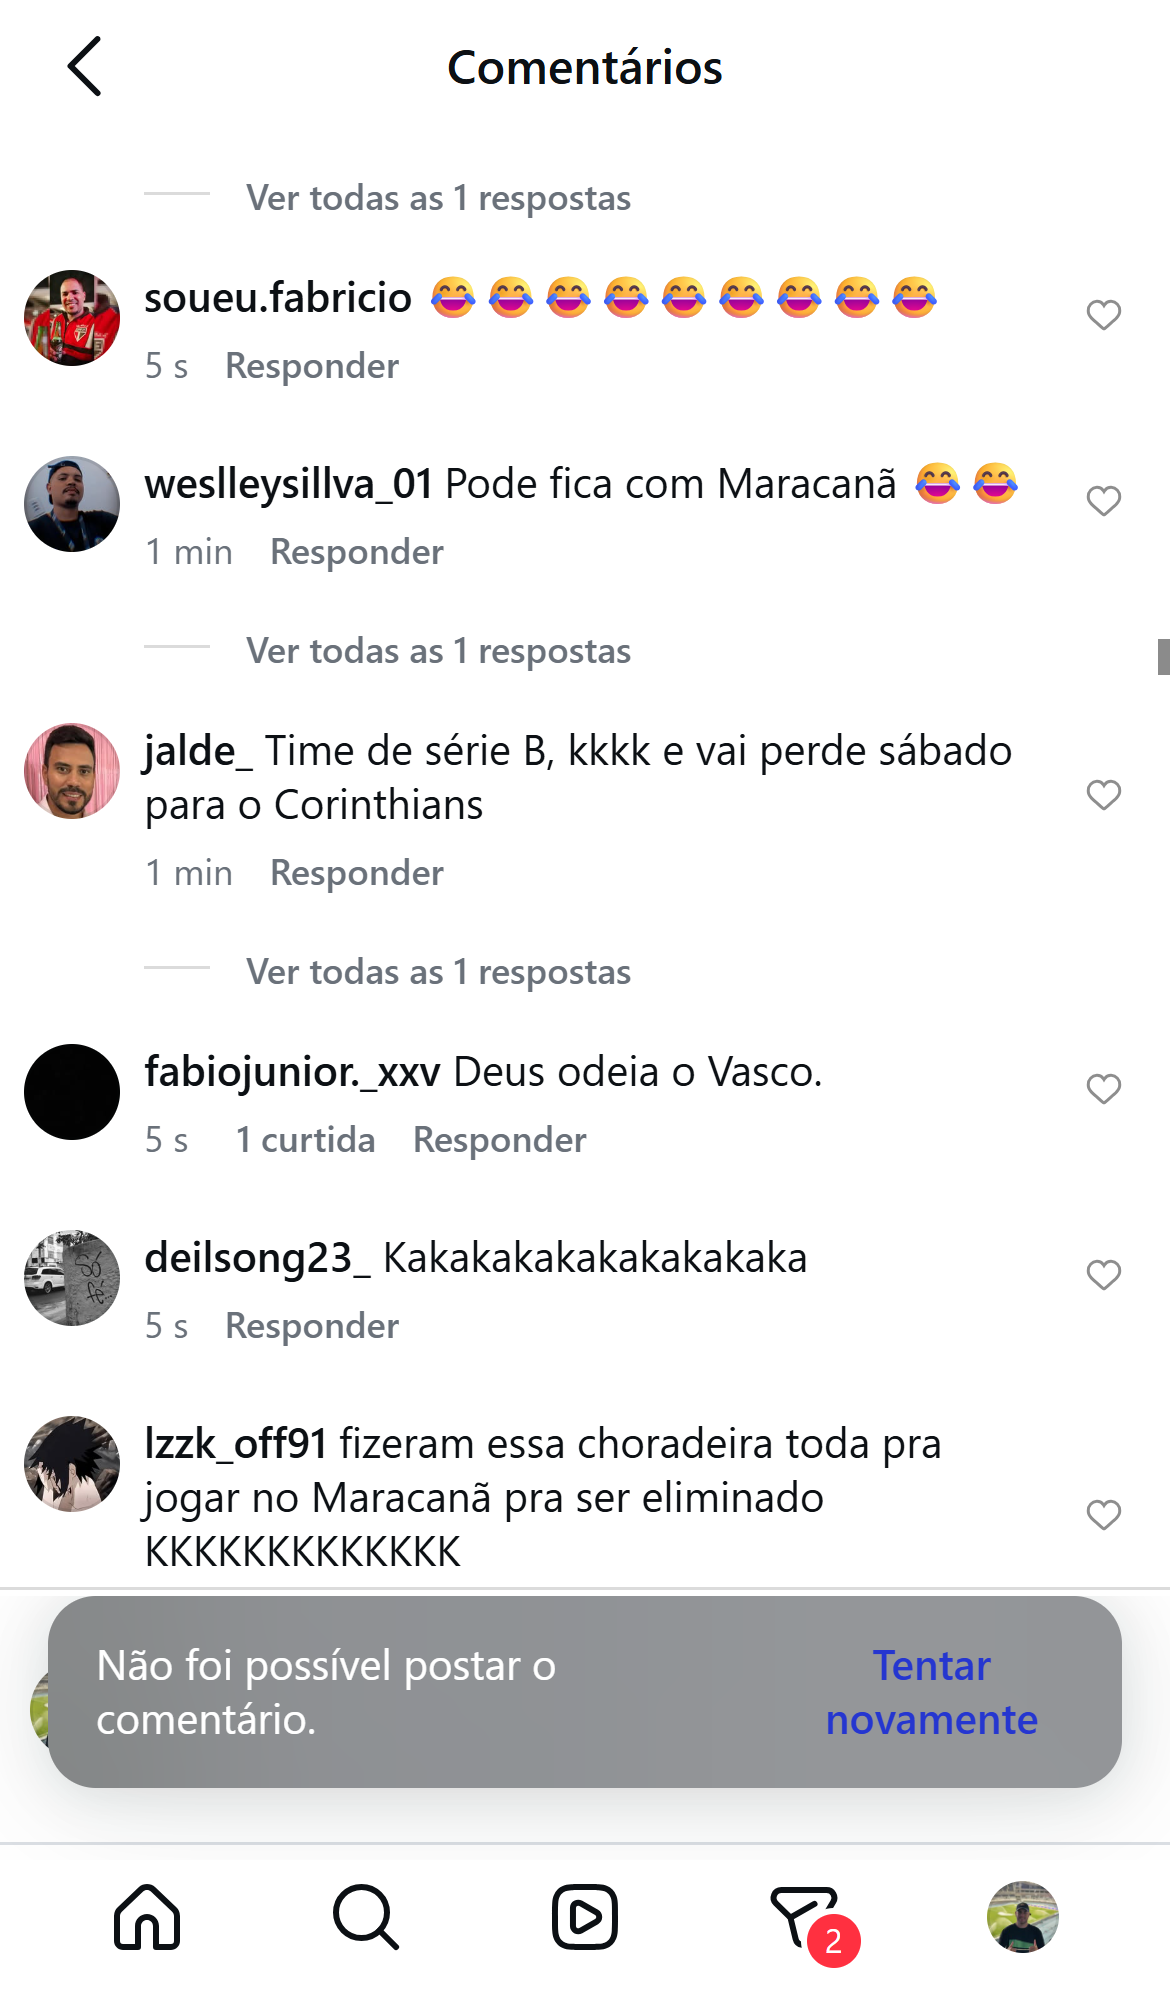 Comentários
Ver todas as 1 respostas
soueu.fabricio 😂😂😂😂😂😂😂😂😂
5 s Responder
weslleysillva_01 Pode fica com Maracanã 😂😂
1 min Responder
Ver todas as 1 respostas
jalde_ Time de série B, kkkk e vai perde sábado
para o Corinthians
1 min Responder
Ver todas as 1 respostas
fabiojunior._xxv Deus odeia o Vasco.
5 s 1 curtida Responder
Só
fé...
deilsong23_ Kakakakakakakakakaka
5 s Responder
lzzk_off91 fizeram essa choradeira toda pra
jogar no Maracanã pra ser eliminado
KKKKKKKKKKKKK
Não foi possível postar o
comentário.
Tentar
novamente
2